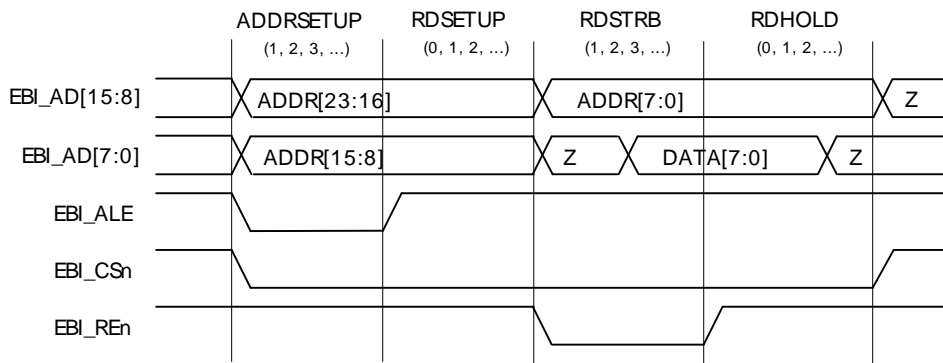 ADDRSETUP RDSETUP RDSTRB RDHOLD
(1, 2, 3, ...) (0, 1, 2, ...) (1, 2, 3, ...) (0, 1, 2, ...)
EBI_AD[15:8] ADDR[23:16] ADDR[7:0] Z
EBI_AD[7:0] ADDR[15:8] Z DATA[7:0] Z
EBI_ALE
EBI_CSn
EBI_REn